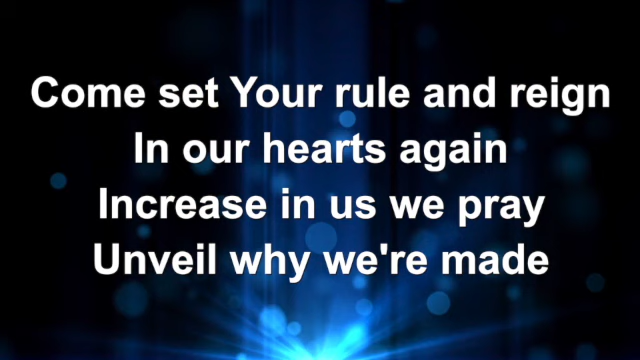 Come set Your rule and reign
In our hearts again
Increase in us we pray
Unveil why we're made